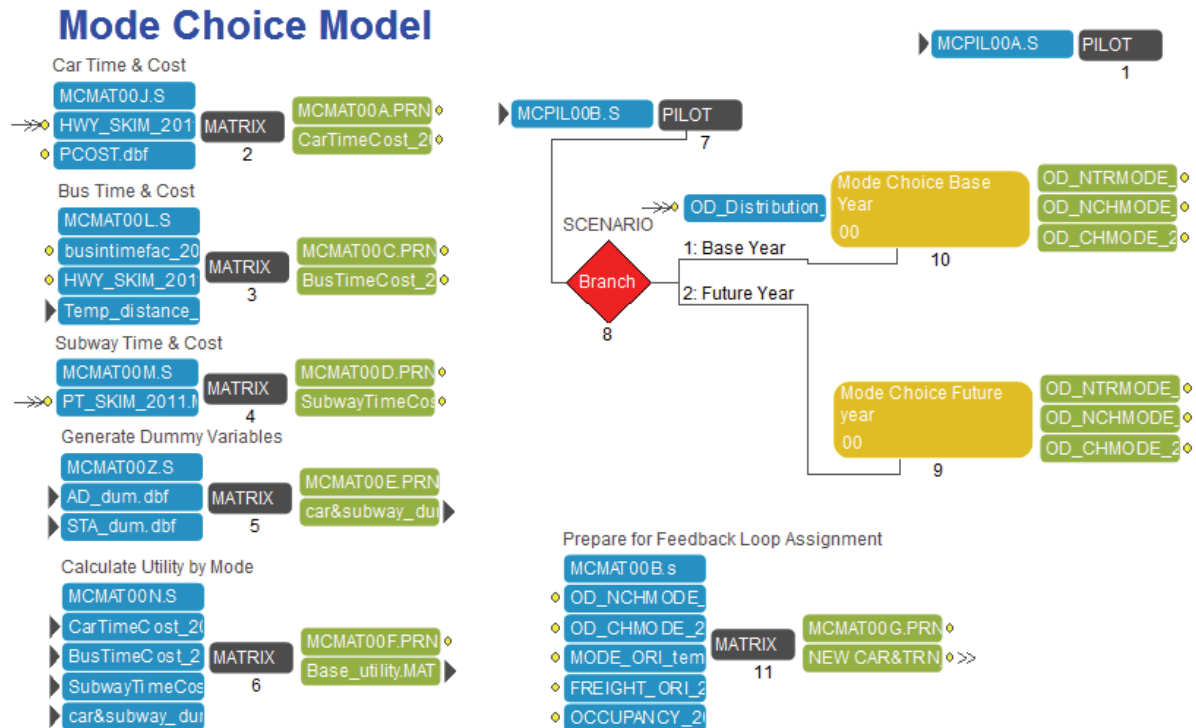 Mode Choice Model
Car Time & Cost
MCMAT00J.S
HWY_SKIM_201
PCOST.dbf
MATRIX
2
MCMAT00A.PRN
CarTimeCost_20
Bus Time & Cost
MCMAT00L.S
busintimefac_20
HWY_SKIM_201
Temp_distance_
MATRIX
3
MCMAT00C.PRN
BusTimeCost_2
Subway Time & Cost
MCMAT00M.S
PT_SKIM_2011.M
MATRIX
4
MCMAT00D.PRN
SubwayTimeCos
Generate Dummy Variables
MCMAT00Z.S
AD_dum.dbf
STA_dum.dbf
MATRIX
5
MCMAT00E.PRN
car&subway_dum
Calculate Utility by Mode
MCMAT00N.S
CarTimeCost_20
BusTimeCost_2
SubwayTimeCos
car&subway_dum
MATRIX
6
MCMAT00F.PRN
Base_utility.MAT
MCPIL00A.S
PILOT
1
MCPIL00B.S
PILOT
7
OD_Distribution_
SCENARIO
Branch
8
1: Base Year
2: Future Year
Mode Choice Base
Year
00
10
OD_NTRMODE_
OD_NCHMODE_
OD_CHMODE_2
Mode Choice Future
year
00
9
OD_NTRMODE_
OD_NCHMODE_
OD_CHMODE_2
Prepare for Feedback Loop Assignment
MCMAT00B.s
OD_NCHMODE_
OD_CHMODE_2
MODE_ORI_tem
FREIGHT_ORI_2
OCCUPANCY_20
MATRIX
11
MCMAT00G.PRN
NEW CAR&TRN